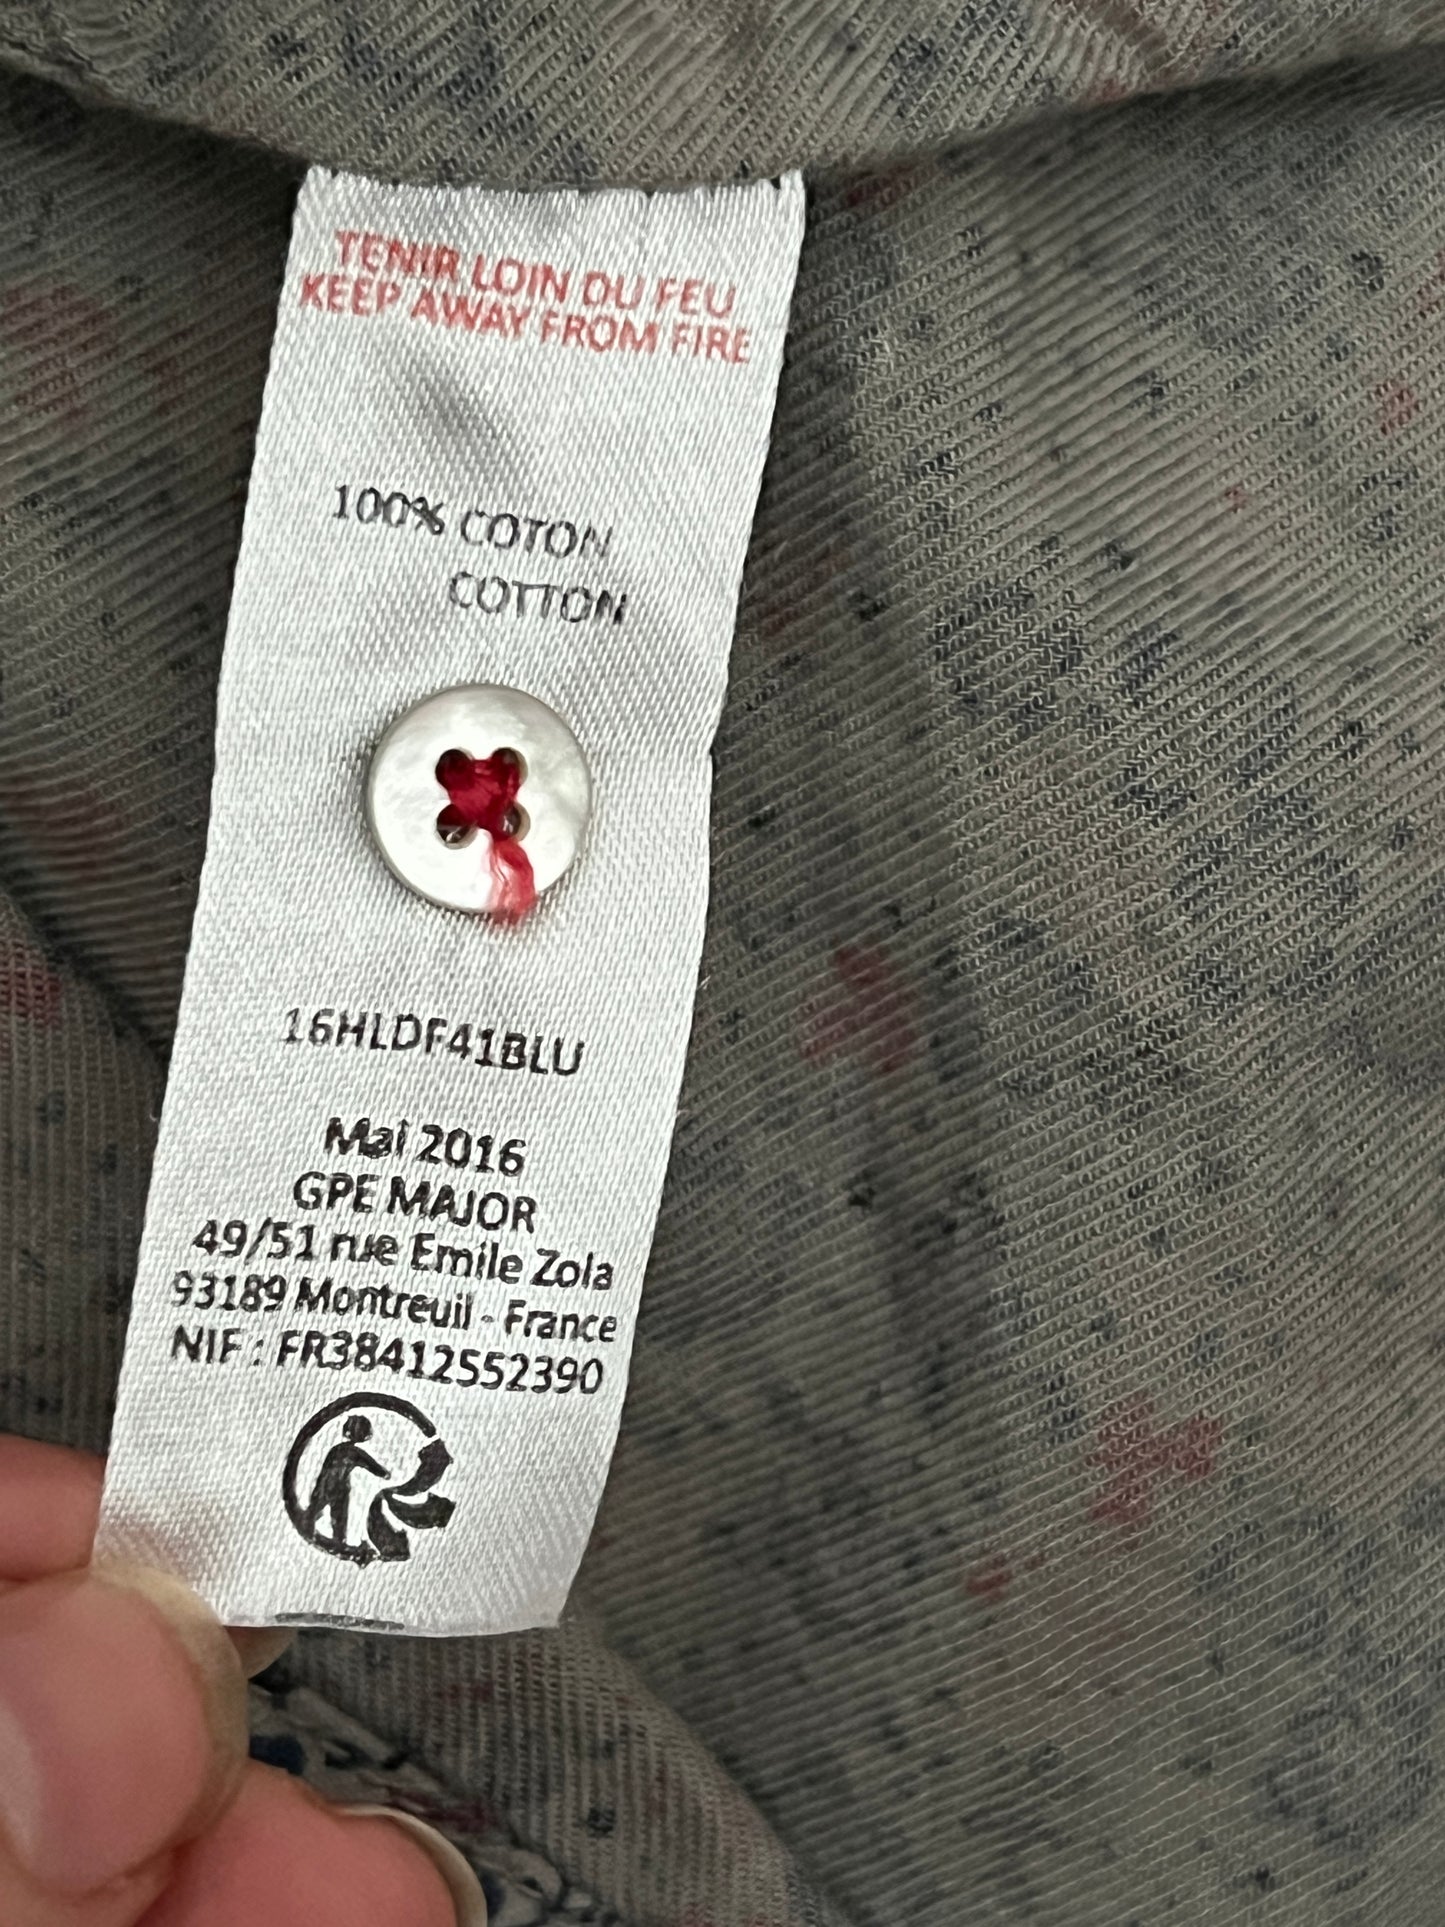 TENIR LOIN DU FEU
KEEP AWAY FROM FIRE
100% COTON
COTTON
16HLDF41BLU
Mai 2016
GPE MAJOR
49/51 rue Emile Zola
93189 Montreuil - France
NIF : FR38412552390